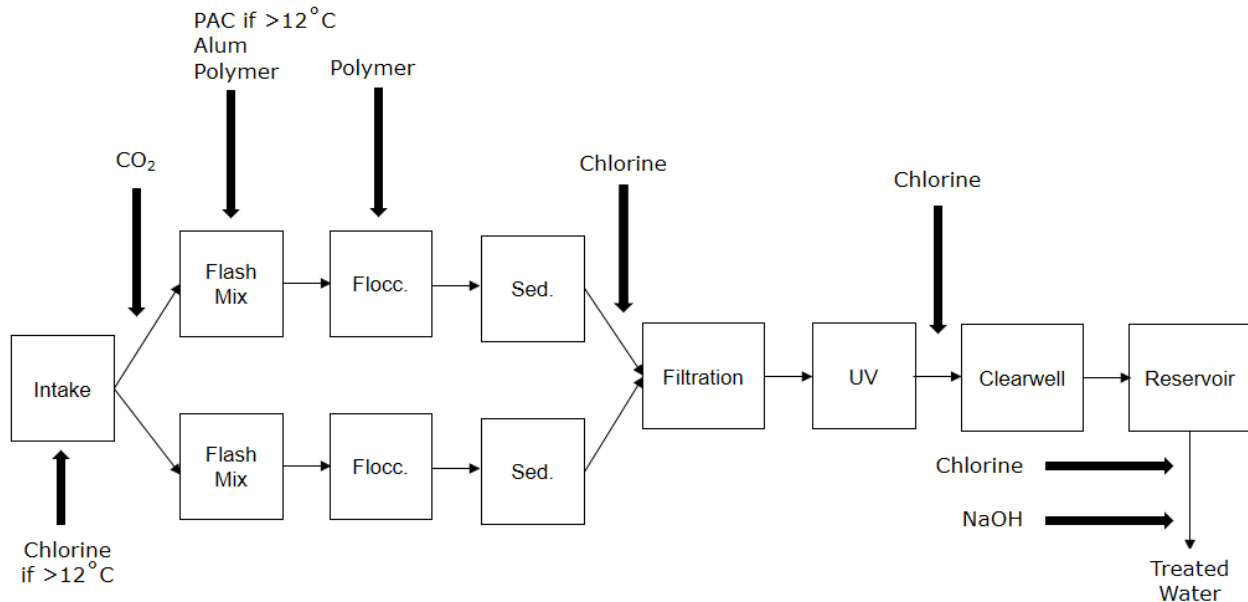 PAC if >12°C
Alum
Polymer
Polymer
CO₂
Chlorine
Chlorine
Flash
Mix
Flocc.
Sed.
Intake
Filtration
UV
Clearwell
Reservoir
Flash
Mix
Flocc.
Sed.
Chlorine
NaOH
Chlorine
if >12°C
Treated
Water